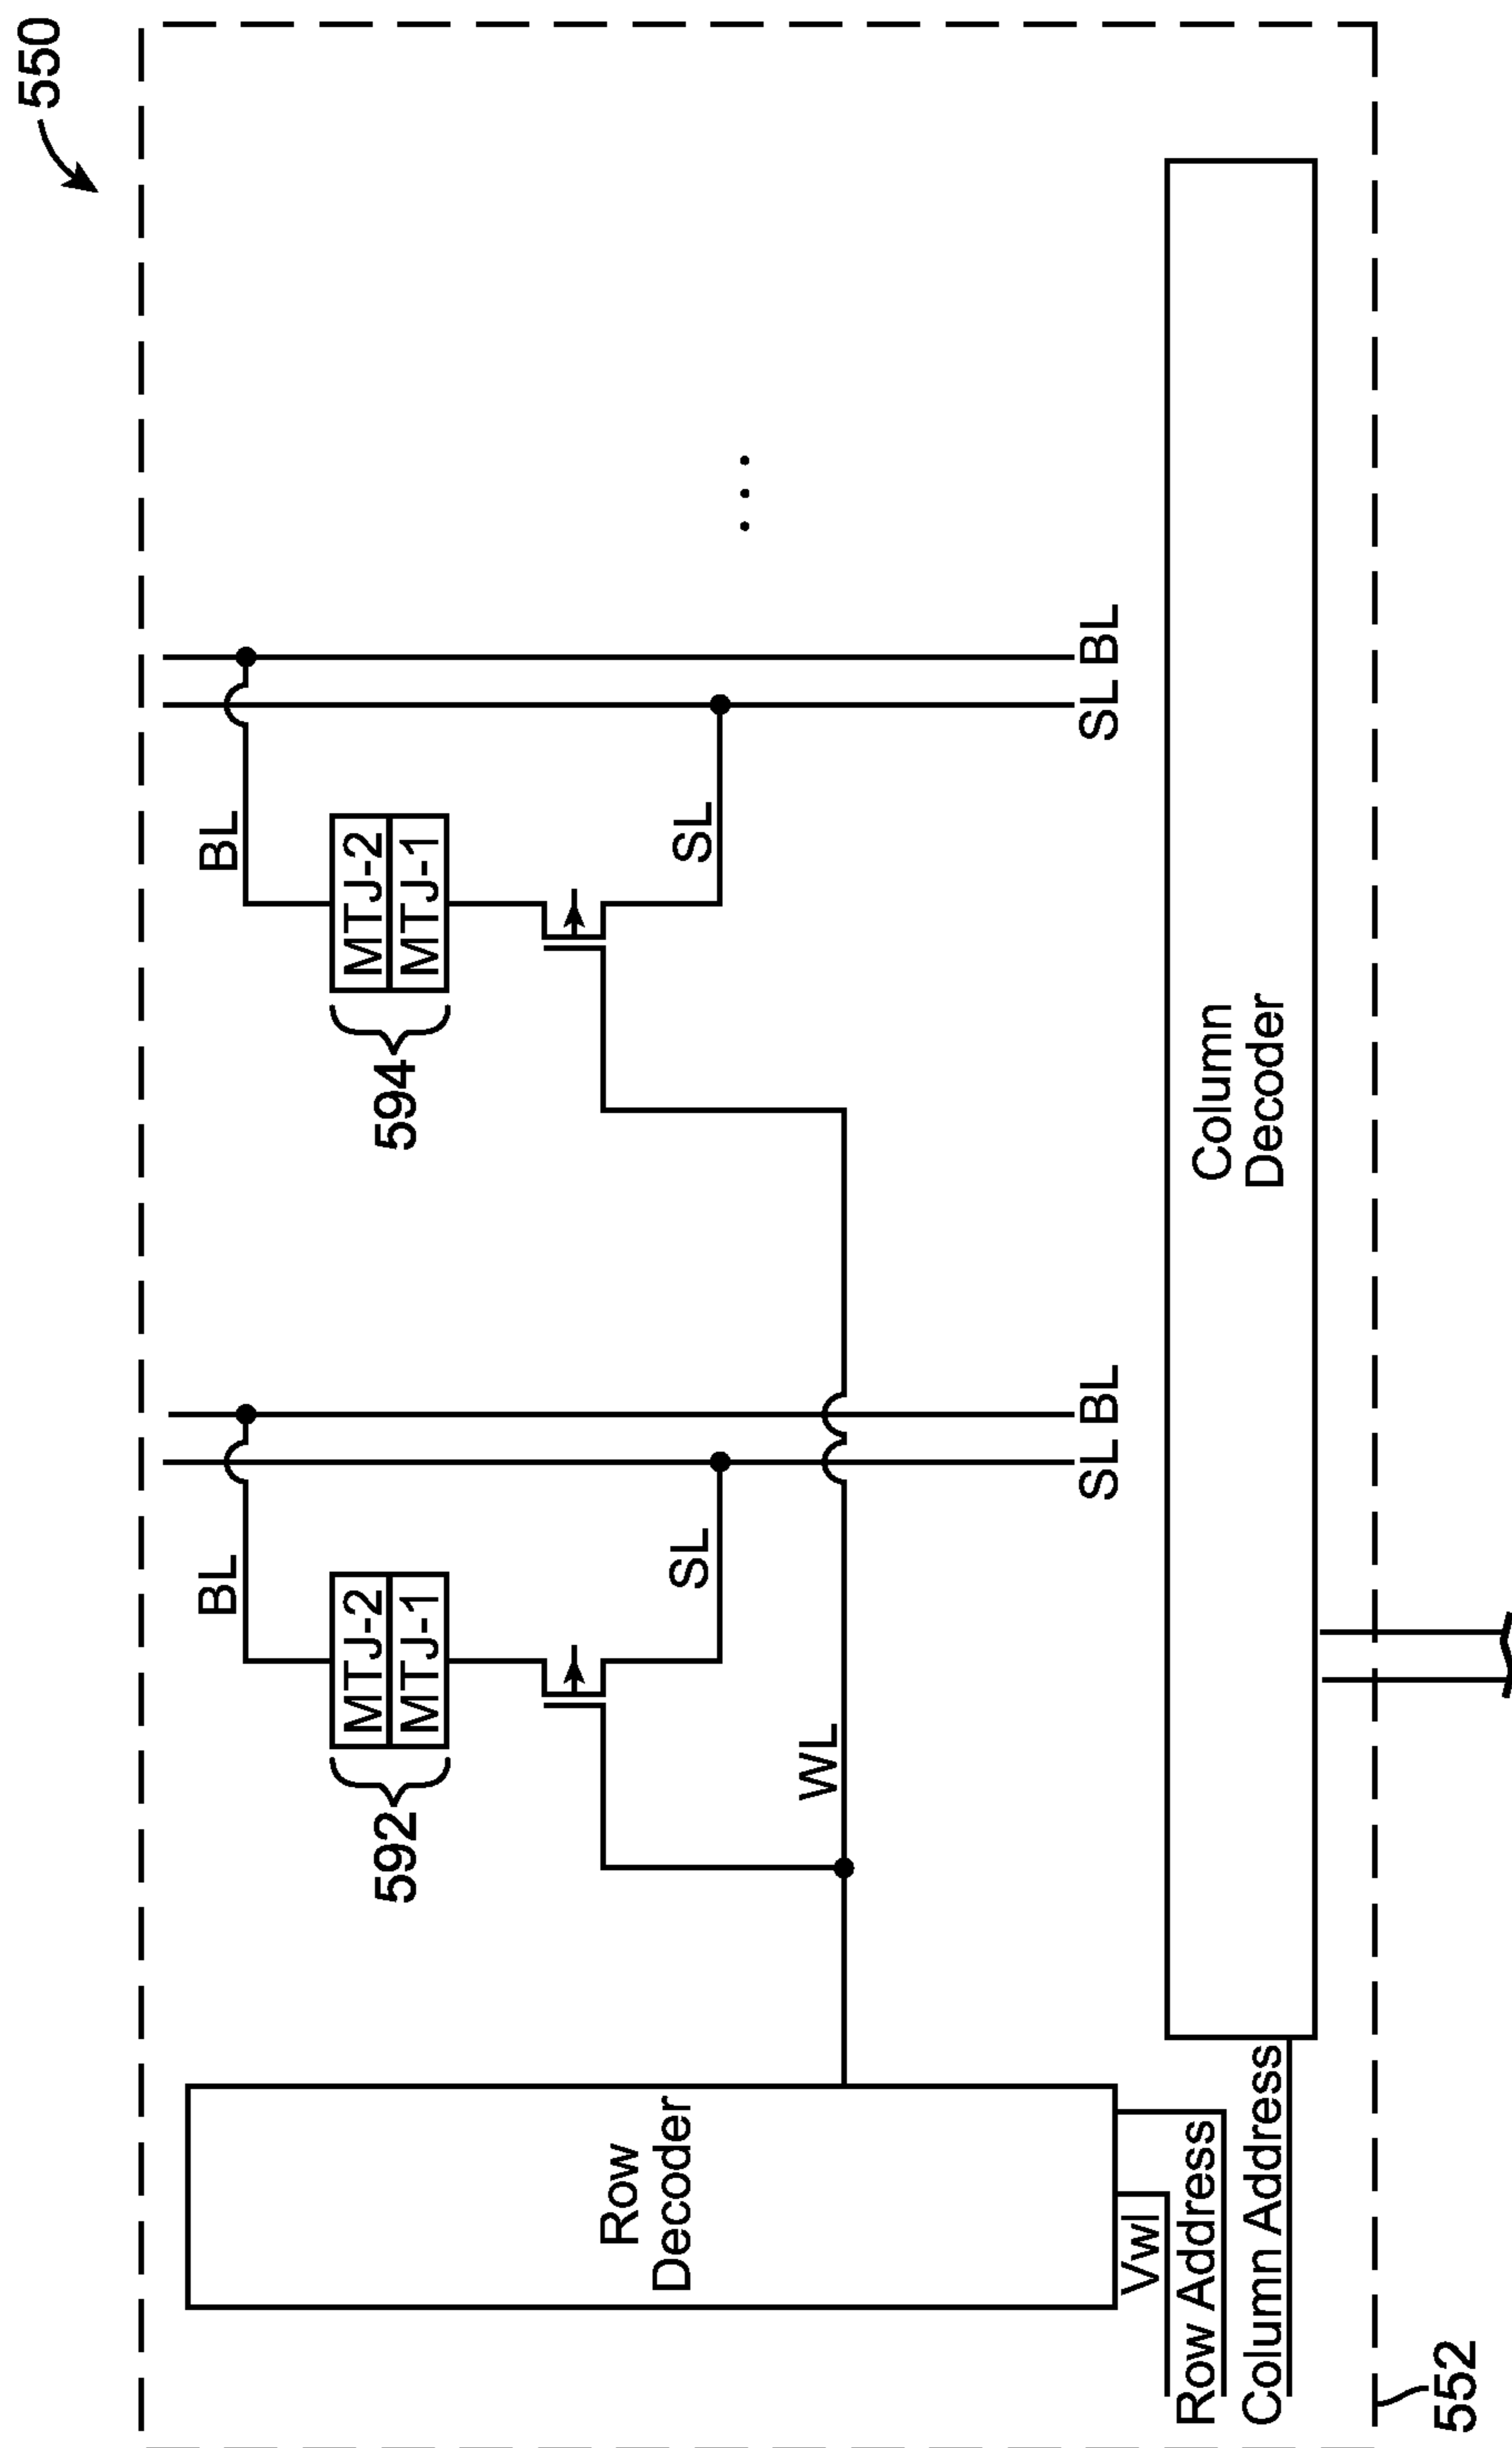 550
BL
BL
MTJ-2
MTJ-1
592
MTJ-2
MTJ-1
594
SL
SL
WL
Row
Decoder
SL BL
SL BL
Vwl
Row Address
Column Address
Column
Decoder
552